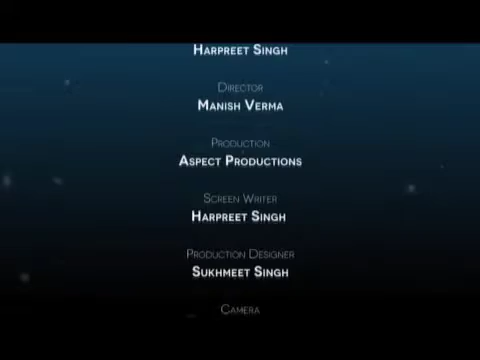 Harpreet Singh
Director
Manish Verma
Production
Aspect Productions
Screen Writer
Harpreet Singh
Production Designer
Sukhmeet Singh
Camera